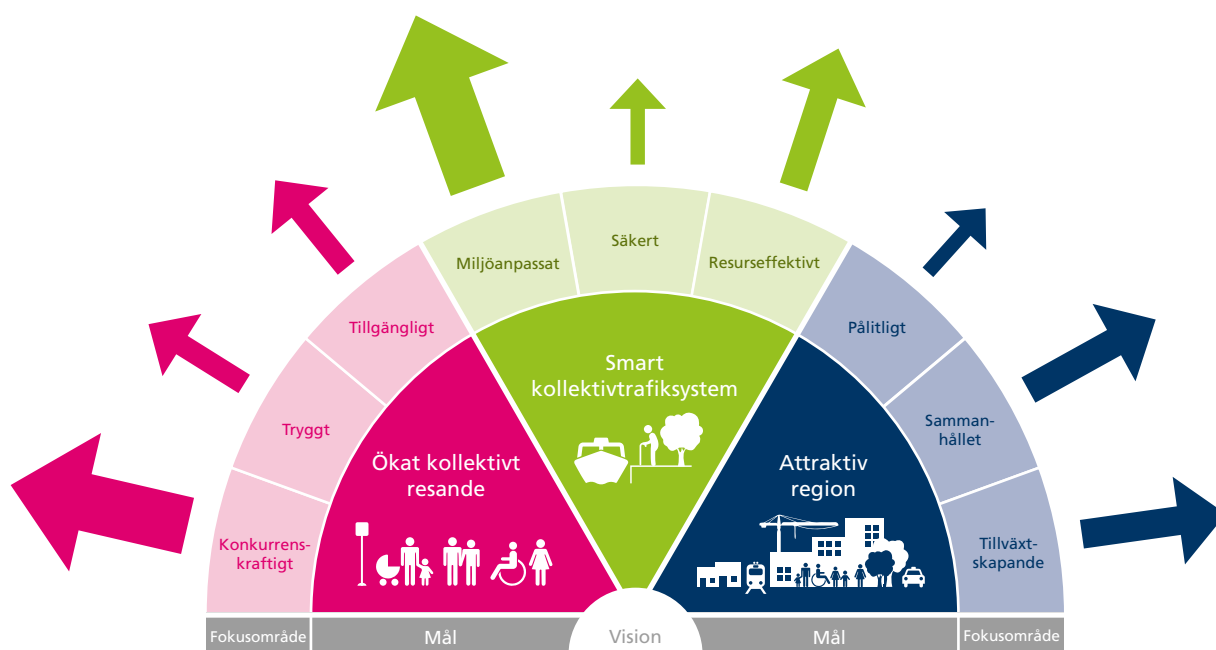 Miljöanpassat
Säkert
Resurseffektivt
Tillgängligt
Pålitligt
Tryggt
Samman-
hållet
Konkurrens-
kraftigt
Tillväxt-
skapande
Smart
kollektivtrafiksystem
Ökat kollektivt
resande
Attraktiv
region
Fokusområde
Mål
Vision
Mål
Fokusområde